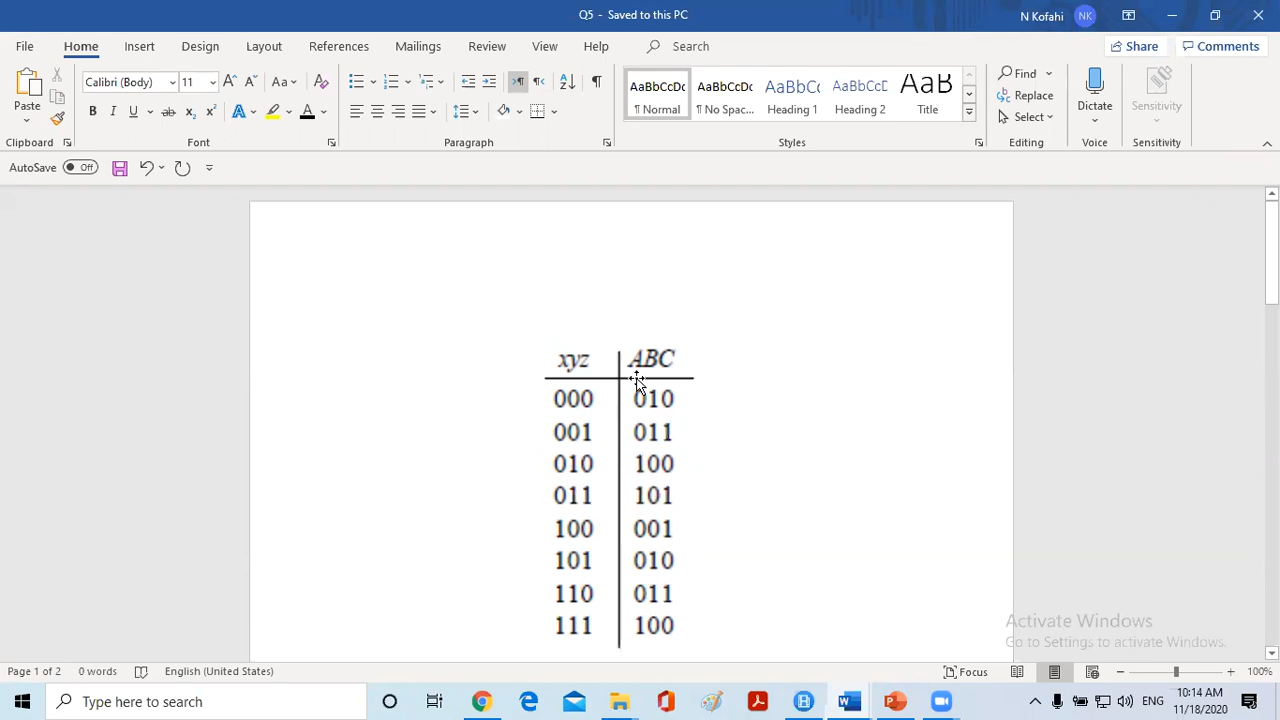 Q5 - Saved to this PC
N Kofahi NK
File Home Insert Design Layout References Mailings Review View Help Search Share Comments
Paste
Calibri (Body) 11
AaBbCcDc AaBbCcDc AaBbCc AaBbCcD AaB
¶ Normal ¶ No Spac... Heading 1 Heading 2 Title
Find
Replace
Select
Dictate
Sensitivity
Clipboard Font Paragraph Styles Editing Voice Sensitivity
AutoSave Off
xyz ABC
000 010
001 011
010 100
011 101
100 001
101 010
110 011
111 100
Activate Windows
Go to Settings to activate Windows.
Page 1 of 2 0 words English (United States) Focus 100%
Type here to search
ENG
10:14 AM
11/18/2020